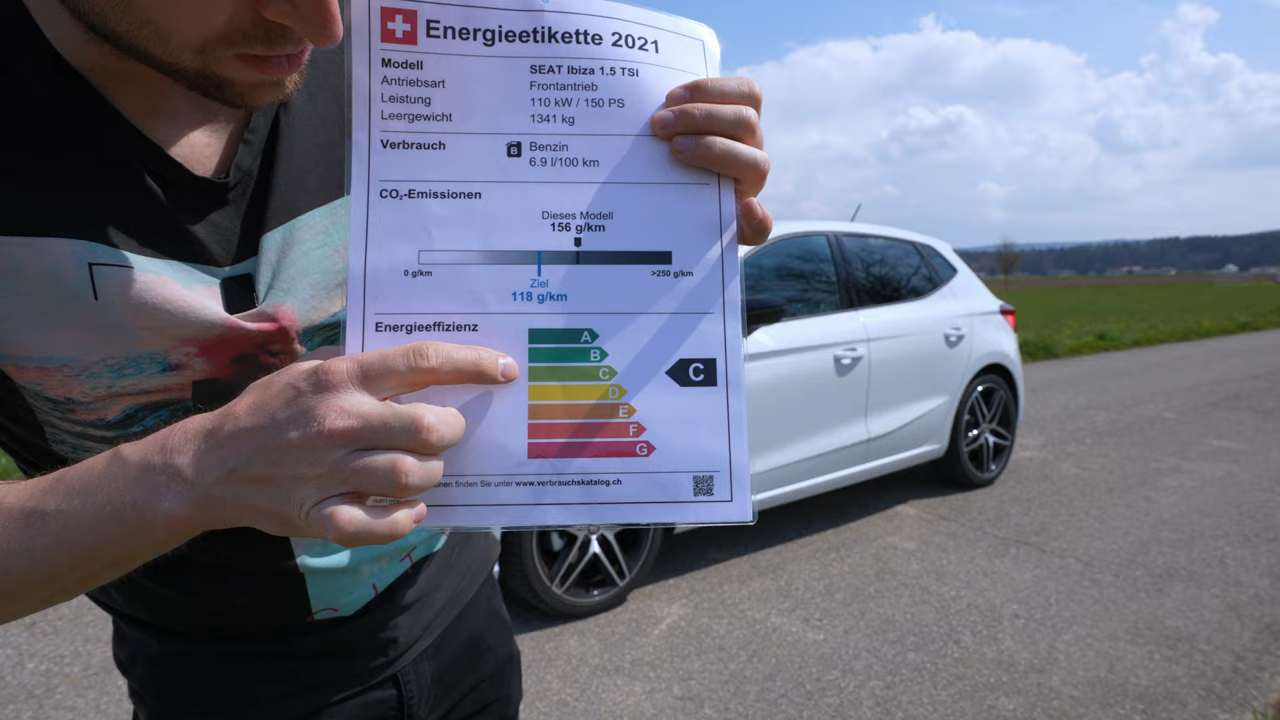 Energieetikette 2021
Modell SEAT Ibiza 1.5 TSI
Antriebsart Frontantrieb
Leistung 110 kW / 150 PS
Leergewicht 1341 kg
Verbrauch B Benzin
6.9 l/100 km
CO₂-Emissionen
Dieses Modell
156 g/km
0 g/km >250 g/km
Ziel
118 g/km
Energieeffizienz
A
B
C
C
D
E
F
G
finden Sie unter www.verbrauchskatalog.ch